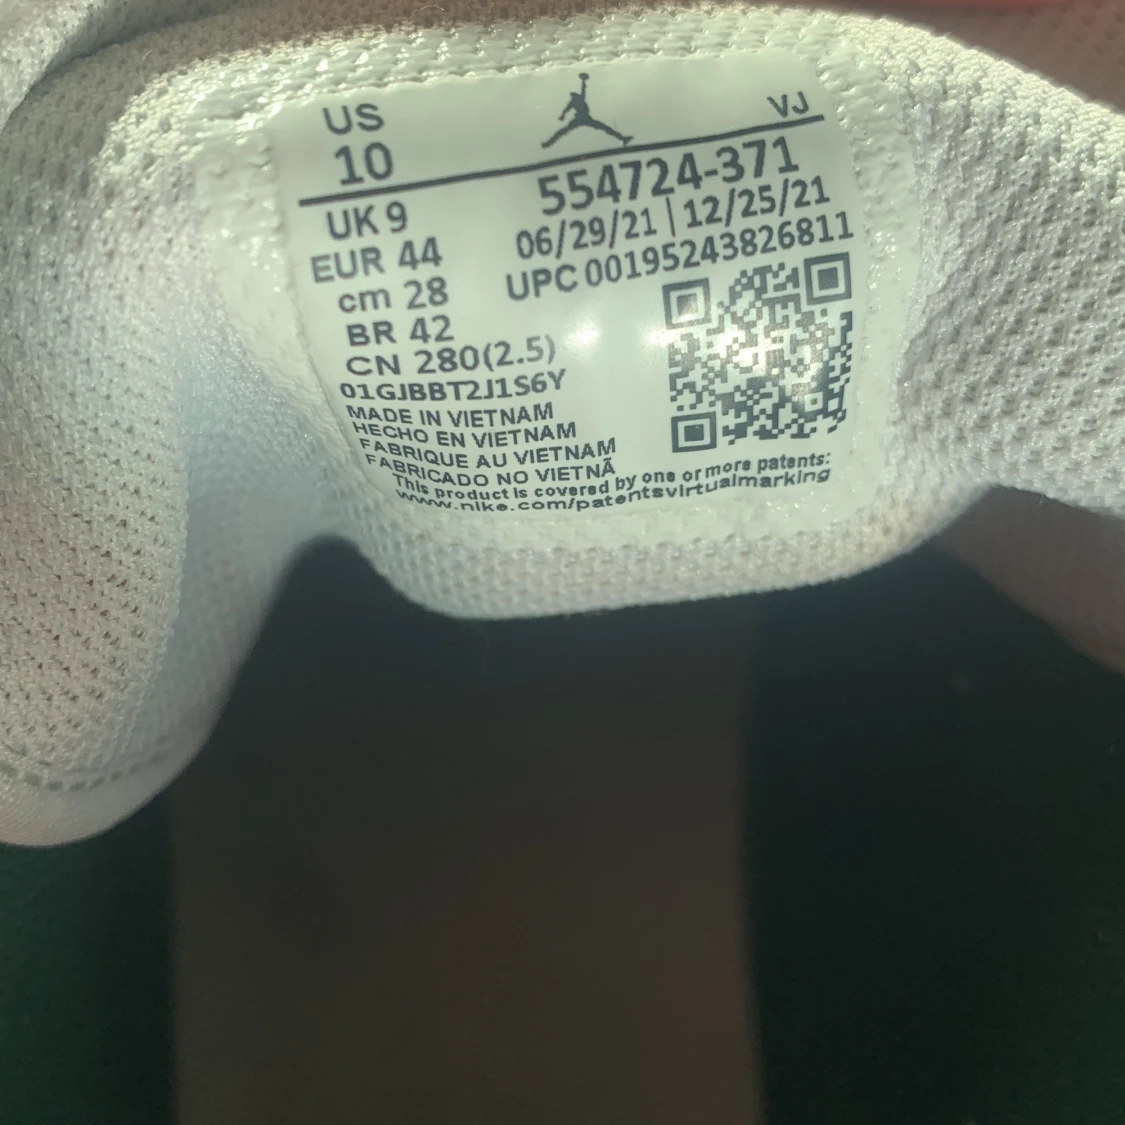 US
10
VJ
554724-371
06/29/21 | 12/25/21
UPC 00195243826811
UK 9
EUR 44
cm 28
BR 42
CN 280(2.5)
01GJBBT2J1S6Y
MADE IN VIETNAM
HECHO EN VIETNAM
FABRIQUE AU VIETNAM
FABRICADO NO VIETNÃ
This product is covered by one or more patents:
www.nike.com/patentsvirtualmarking